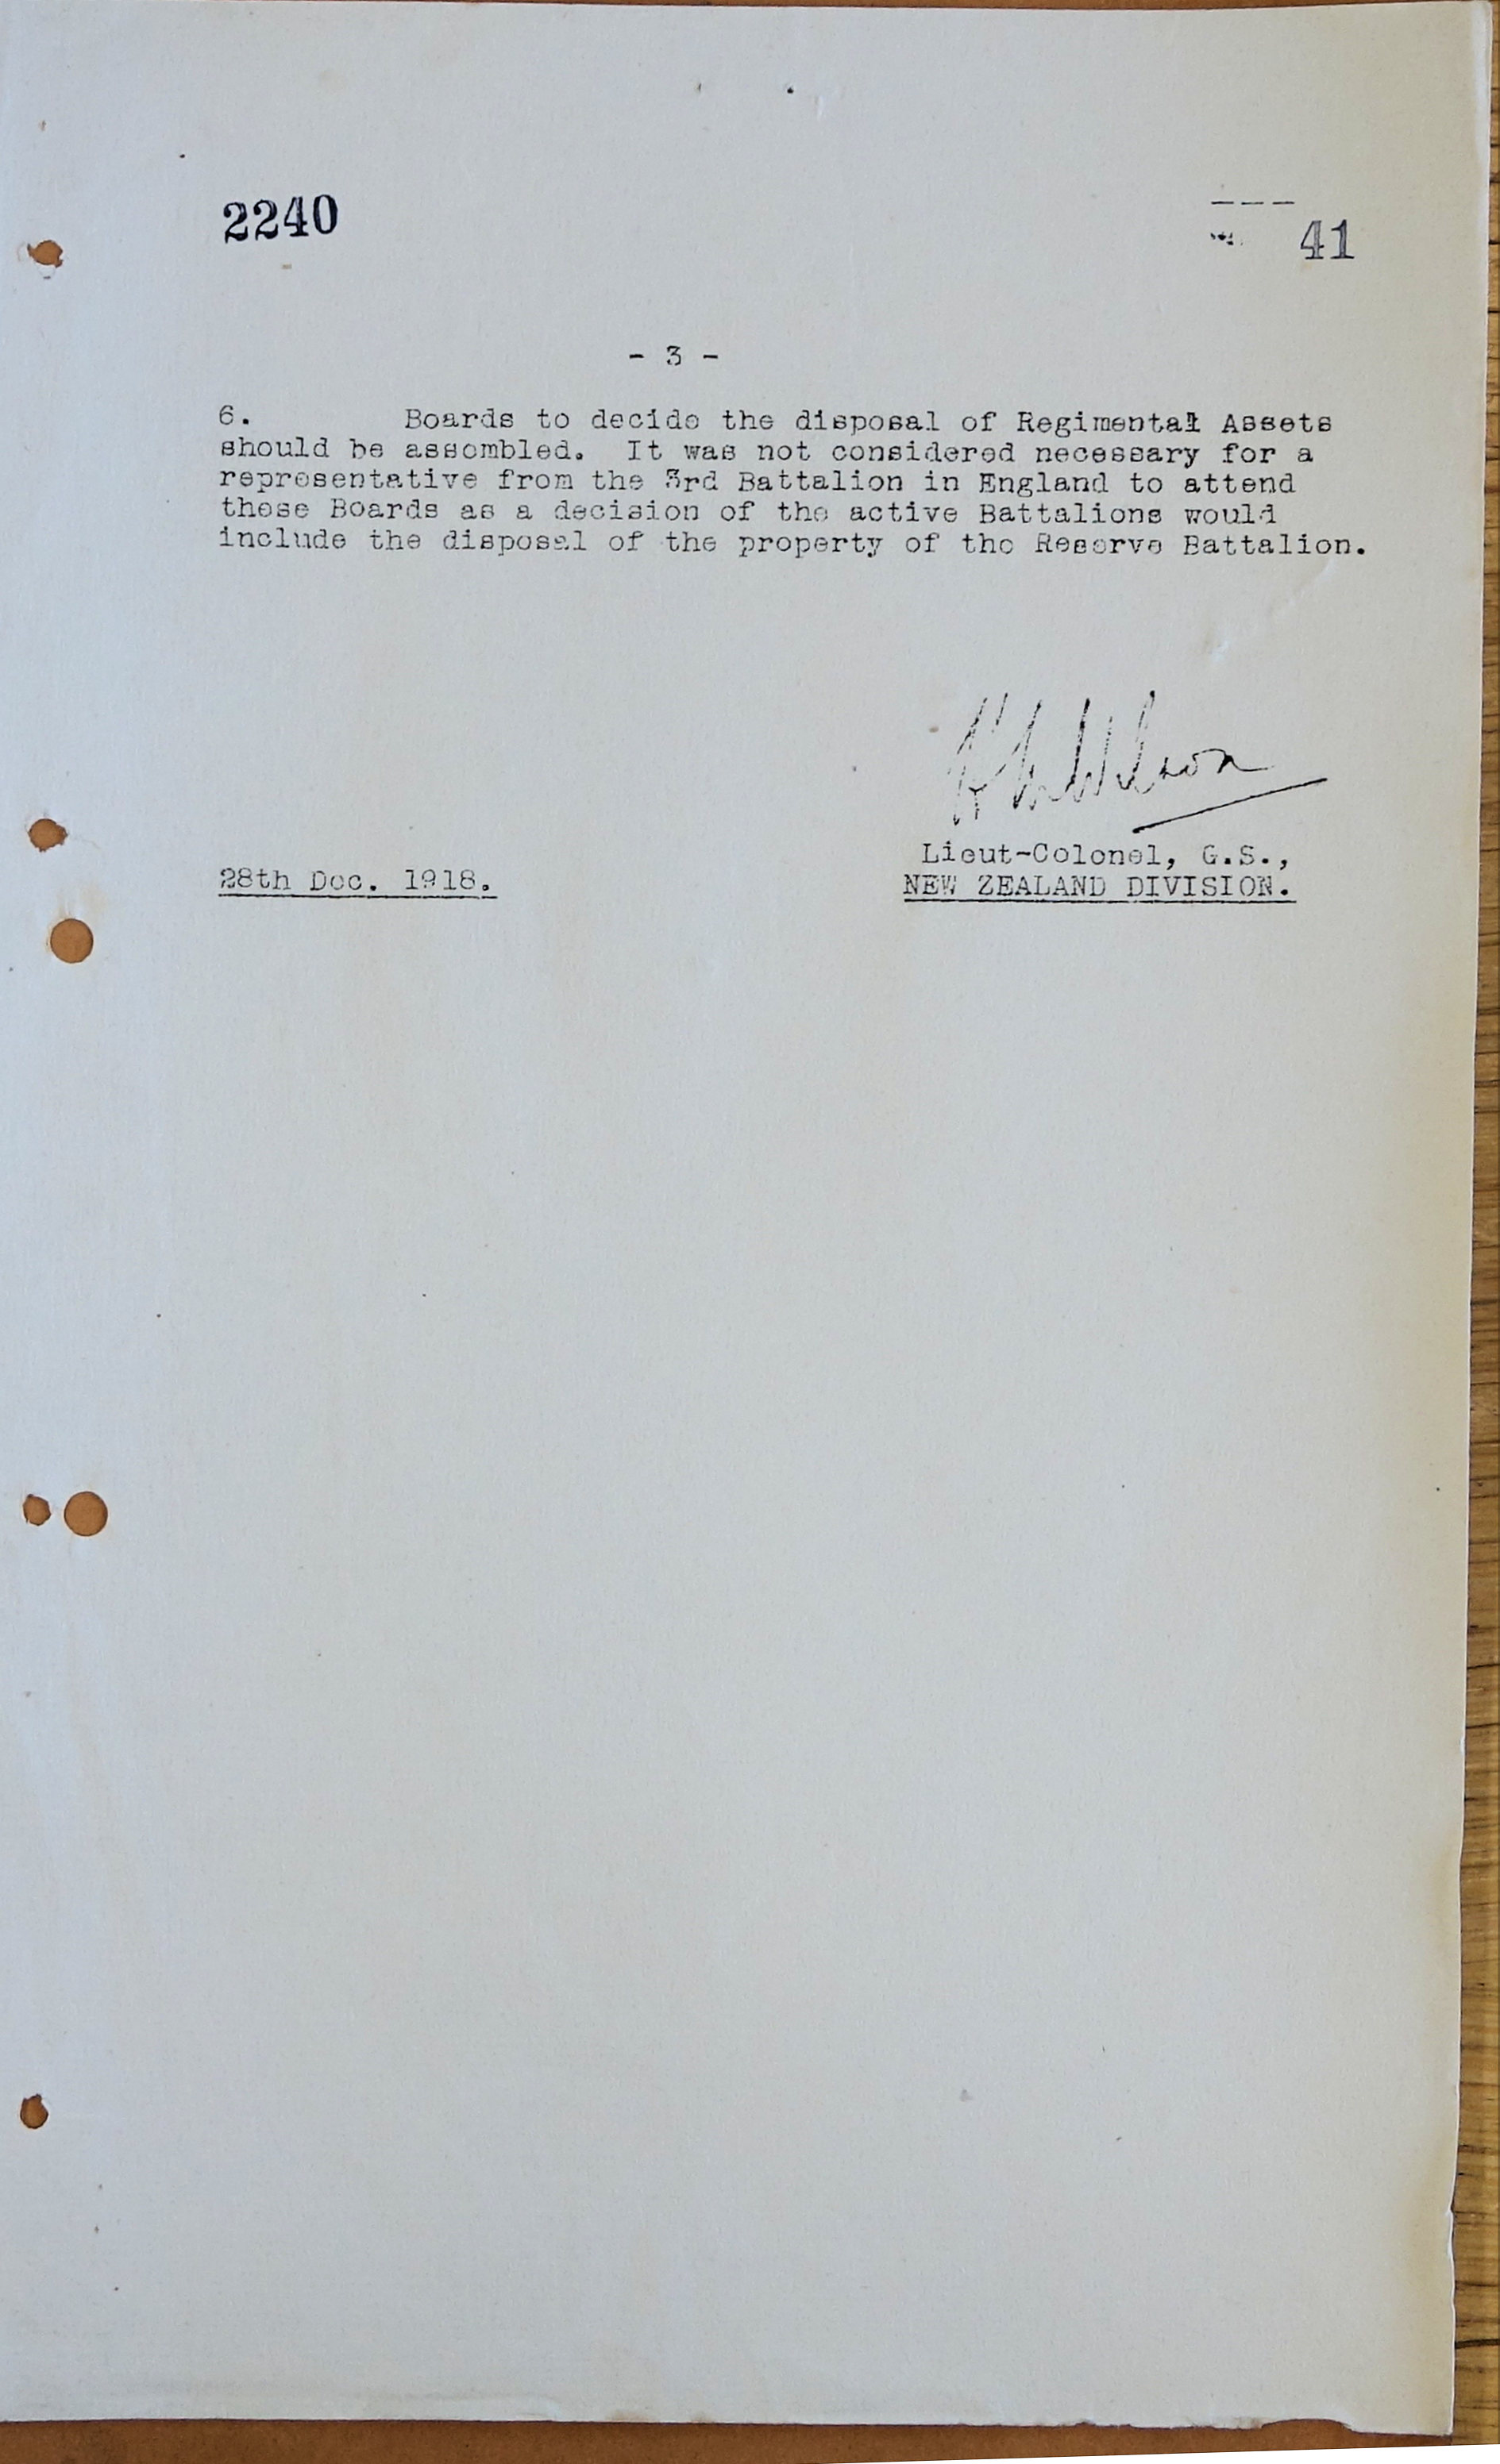 2240
41
- 3 -
6. Boards to decide the disposal of Regimental Assets
should be assembled. It was not considered necessary for a
representative from the 3rd Battalion in England to attend
these Boards as a decision of the active Battalions would
include the disposal of the property of the Reserve Battalion.
Wilson
Lieut-Colonel, G.S.,
28th Dec. 1918.
NEW ZEALAND DIVISION.